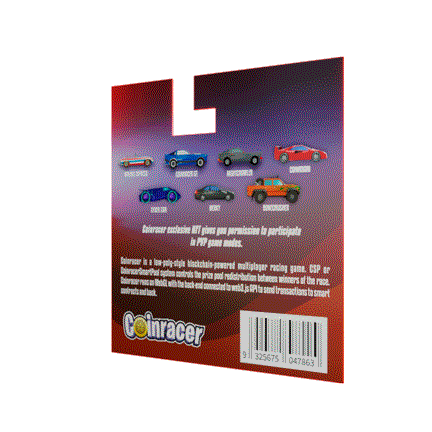 Coinracer exclusive NFT gives you permission to participate
in PVP game modes.
Coinracer is a low-poly-style blockchain-powered multiplayer racing game. CSP or
CoinracerSmartPool system controls the prize pool redistribution between winners of the race.
Coinracer runs on WebGL with the back-end connected to web3.js API to send transactions to smart
contracts and back.
Coinracer
9 325675 047863